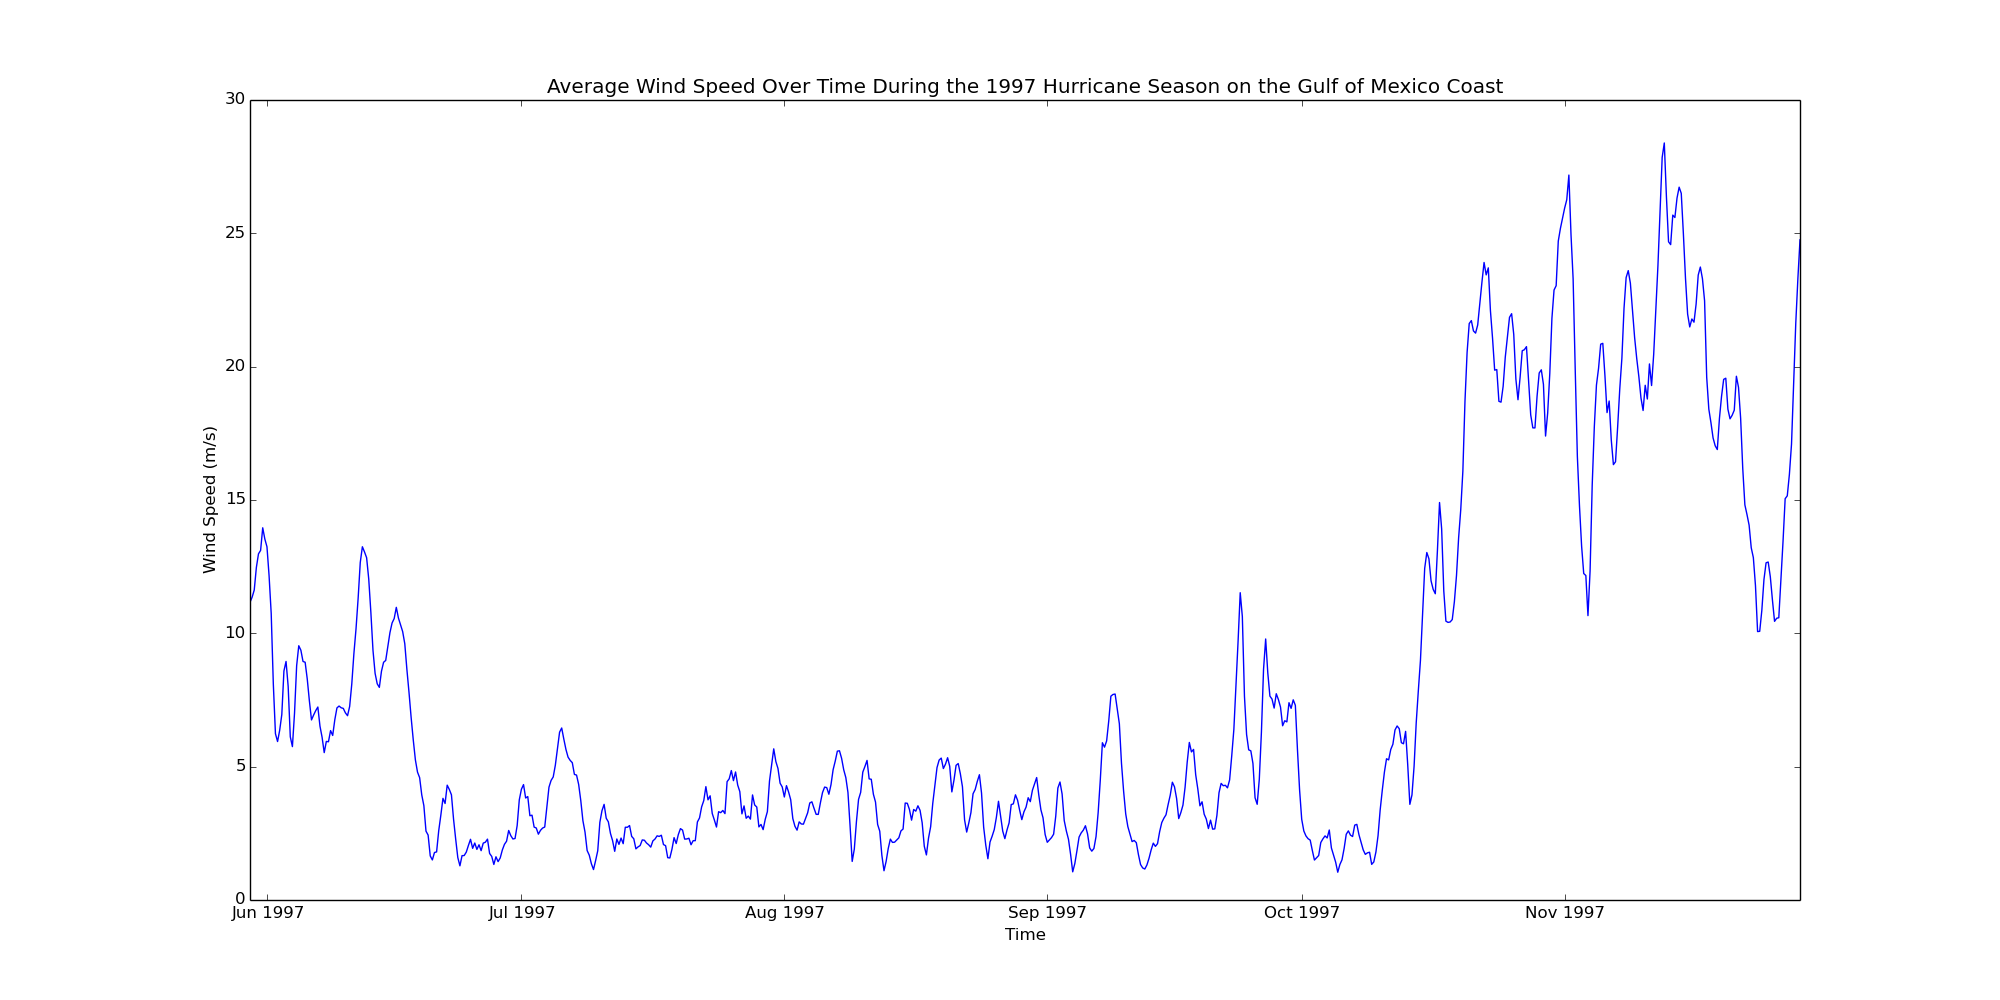 Average Wind Speed Over Time During the 1997 Hurricane Season on the Gulf of Mexico Coast
30
25
20
15
10
5
0
Wind Speed (m/s)
Jun 1997 Jul 1997 Aug 1997 Sep 1997 Oct 1997 Nov 1997
Time